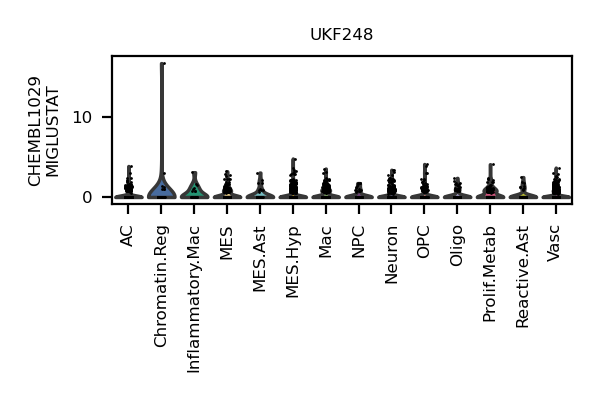 UKF248
CHEMBL1029
MIGLUSTAT
10
0
AC
Chromatin.Reg
Inflammatory.Mac
MES
MES.Ast
MES.Hyp
Mac
NPC
Neuron
OPC
Oligo
Prolif.Metab
Reactive.Ast
Vasc